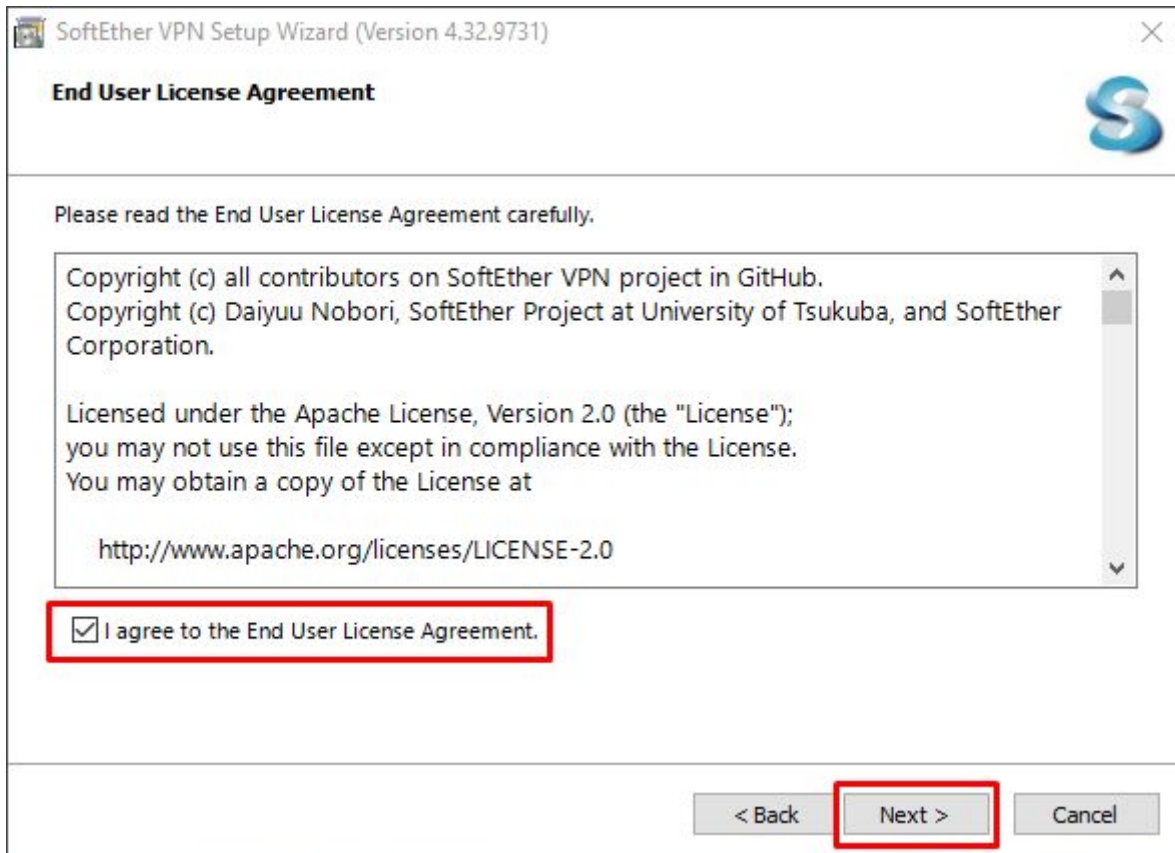 SoftEther VPN Setup Wizard (Version 4.32.9731)
End User License Agreement
Please read the End User License Agreement carefully.
Copyright (c) all contributors on SoftEther VPN project in GitHub.
Copyright (c) Daiyuu Nobori, SoftEther Project at University of Tsukuba, and SoftEther
Corporation.
Licensed under the Apache License, Version 2.0 (the "License");
you may not use this file except in compliance with the License.
You may obtain a copy of the License at
http://www.apache.org/licenses/LICENSE-2.0
I agree to the End User License Agreement.
< Back Next > Cancel